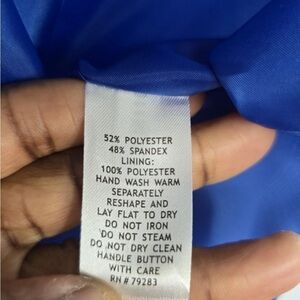 52% POLYESTER
48% SPANDEX
LINING:
100% POLYESTER
HAND WASH WARM
SEPARATELY
RESHAPE AND
LAY FLAT TO DRY
DO NOT IRON
DO NOT STEAM
DO NOT DRY CLEAN
HANDLE BUTTON
WITH CARE
RN# 79283